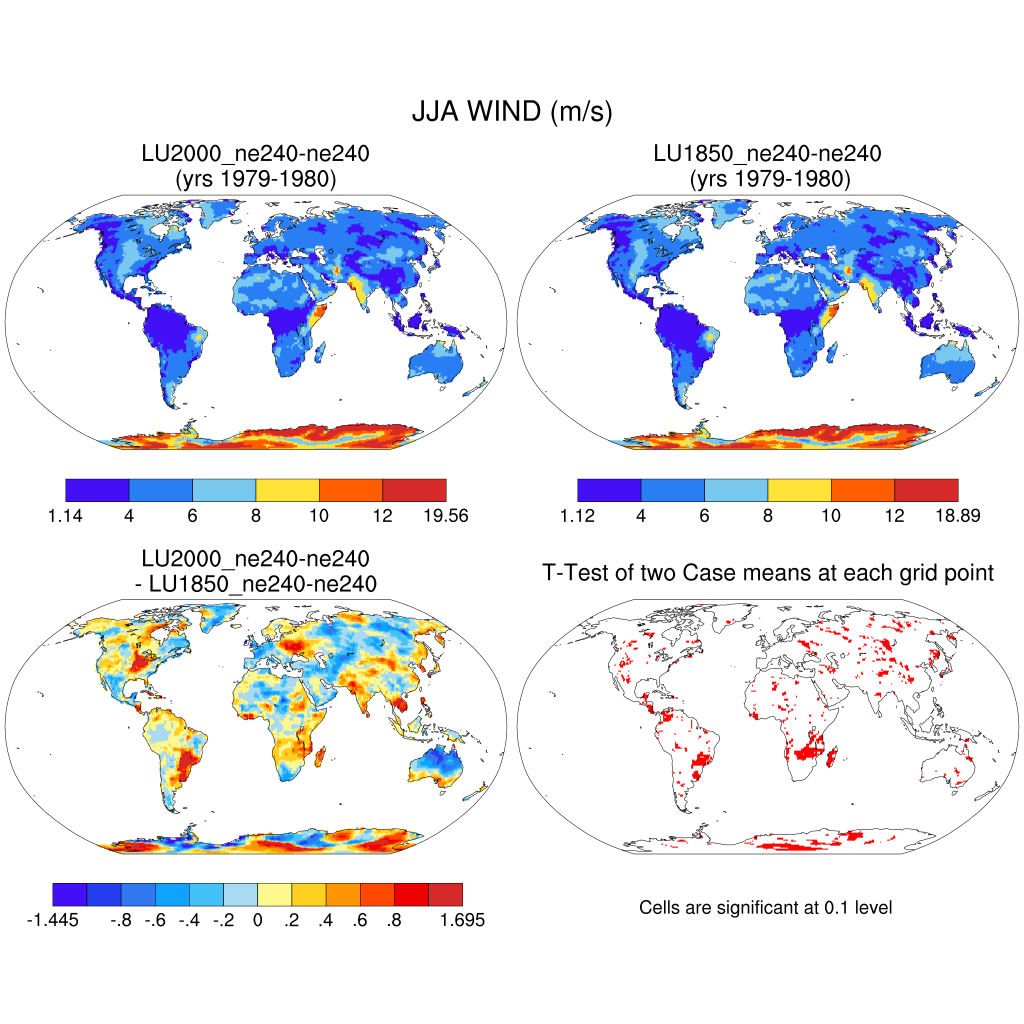 JJA WIND (m/s)
LU2000_ne240-ne240
(yrs 1979-1980)
LU1850_ne240-ne240
(yrs 1979-1980)
1.14 4 6 8 10 12 19.56
1.12 4 6 8 10 12 18.89
LU2000_ne240-ne240
- LU1850_ne240-ne240
T-Test of two Case means at each grid point
-1.445 -.8 -.6 -.4 -.2 0 .2 .4 .6 .8 1.695
Cells are significant at 0.1 level